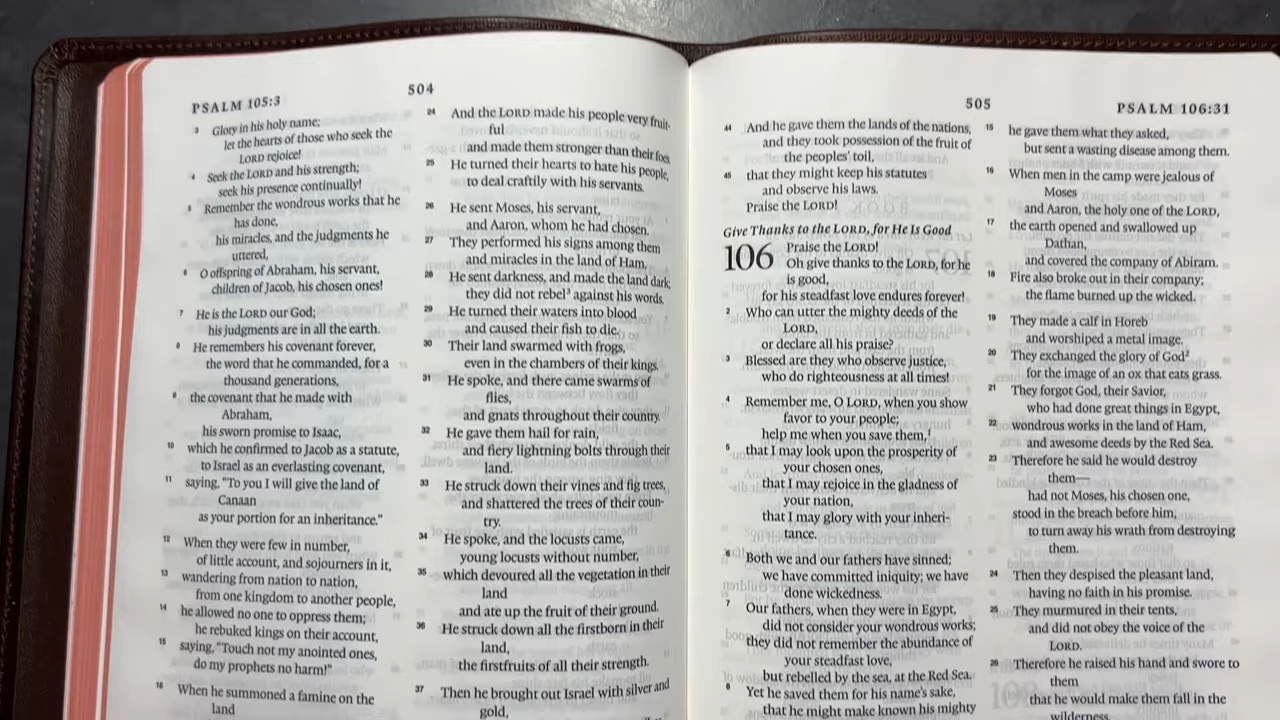 PSALM 105:3
504
3 Glory in his holy name;
let the hearts of those who seek the
LORD rejoice!
4 Seek the LORD and his strength;
seek his presence continually!
5 Remember the wondrous works that he
has done,
his miracles, and the judgments he
uttered,
6 O offspring of Abraham, his servant,
children of Jacob, his chosen ones!
7 He is the LORD our God;
his judgments are in all the earth.
8 He remembers his covenant forever,
the word that he commanded, for a
thousand generations,
9 the covenant that he made with
Abraham,
his sworn promise to Isaac,
10 which he confirmed to Jacob as a statute,
to Israel as an everlasting covenant,
11 saying, "To you I will give the land of
Canaan
as your portion for an inheritance."
12 When they were few in number,
of little account, and sojourners in it,
13 wandering from nation to nation,
from one kingdom to another people,
14 he allowed no one to oppress them;
he rebuked kings on their account,
15 saying, "Touch not my anointed ones,
do my prophets no harm!"
16 When he summoned a famine on the
land
24 And the LORD made his people very fruit-
ful
and made them stronger than their foes.
25 He turned their hearts to hate his people,
to deal craftily with his servants.
26 He sent Moses, his servant,
and Aaron, whom he had chosen.
27 They performed his signs among them
and miracles in the land of Ham.
28 He sent darkness, and made the land dark;
they did not rebel³ against his words.
29 He turned their waters into blood
and caused their fish to die.
30 Their land swarmed with frogs,
even in the chambers of their kings.
31 He spoke, and there came swarms of
flies,
and gnats throughout their country.
32 He gave them hail for rain,
and fiery lightning bolts through their
land.
33 He struck down their vines and fig trees,
and shattered the trees of their coun-
try.
34 He spoke, and the locusts came,
young locusts without number,
35 which devoured all the vegetation in their
land
and ate up the fruit of their ground.
36 He struck down all the firstborn in their
land,
the firstfruits of all their strength.
37 Then he brought out Israel with silver and
gold,
505
PSALM 106:31
44 And he gave them the lands of the nations,
and they took possession of the fruit of
the peoples' toil,
45 that they might keep his statutes
and observe his laws.
Praise the LORD!
Give Thanks to the LORD, for He Is Good
106 Praise the LORD!
Oh give thanks to the LORD, for he
is good,
for his steadfast love endures forever!
2 Who can utter the mighty deeds of the
LORD,
or declare all his praise?
3 Blessed are they who observe justice,
who do righteousness at all times!
4 Remember me, O LORD, when you show
favor to your people;
help me when you save them,¹
5 that I may look upon the prosperity of
your chosen ones,
that I may rejoice in the gladness of
your nation,
that I may glory with your inheri-
tance.
6 Both we and our fathers have sinned;
we have committed iniquity; we have
done wickedness.
7 Our fathers, when they were in Egypt,
did not consider your wondrous works;
they did not remember the abundance of
your steadfast love,
but rebelled by the sea, at the Red Sea.
8 Yet he saved them for his name's sake,
that he might make known his mighty
15 he gave them what they asked,
but sent a wasting disease among them.
16 When men in the camp were jealous of
Moses
and Aaron, the holy one of the LORD,
17 the earth opened and swallowed up
Dathan,
and covered the company of Abiram.
18 Fire also broke out in their company;
the flame burned up the wicked.
19 They made a calf in Horeb
and worshiped a metal image.
20 They exchanged the glory of God²
for the image of an ox that eats grass.
21 They forgot God, their Savior,
who had done great things in Egypt,
22 wondrous works in the land of Ham,
and awesome deeds by the Red Sea.
23 Therefore he said he would destroy
them—
had not Moses, his chosen one,
stood in the breach before him,
to turn away his wrath from destroying
them.
24 Then they despised the pleasant land,
having no faith in his promise.
25 They murmured in their tents,
and did not obey the voice of the
LORD.
26 Therefore he raised his hand and swore to
them
that he would make them fall in the
wilderness,